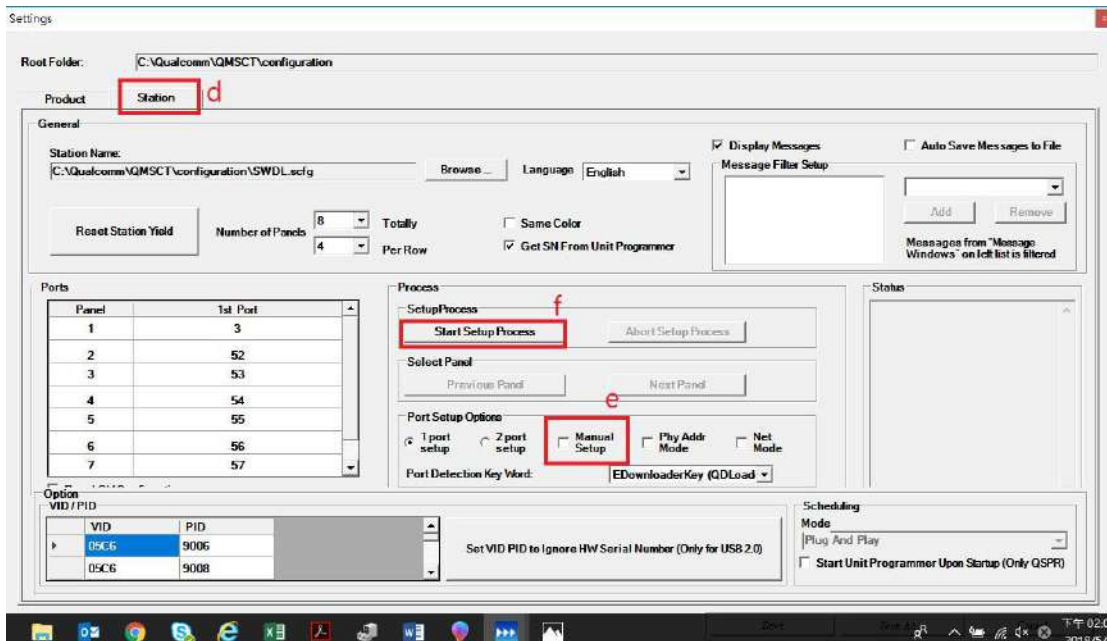 Settings
Root Folder:
C:\Qualcomm\QMSCT\configuration
Product
Station
d
General
Station Name:
C:\Qualcomm\QMSCT\configuration\SWDL.scfg
Browse ...
Language
English
Display Messages
Auto Save Messages to File
Message Filter Setup
Add
Remove
Messages from "Message
Windows" on left list is filtered
Reset Station Yield
Number of Panels
8
Totally
4
Per Row
Same Color
Get SN From Unit Programmer
Ports
Panel
1st Port
1
3
2
52
3
53
4
54
5
55
6
56
7
57
Process
SetupProcess
f
Start Setup Process
Abort Setup Process
Select Panel
Previous Panel
Next Panel
e
Port Setup Options
1 port
setup
2 port
setup
Manual
Setup
Phy Addr
Mode
Net
Mode
Port Detection Key Word:
EDownloaderKey (QDLoad
Status
Option
VID / PID
VID
PID
05C6
9006
05C6
9008
Set VID PID to Ignore HW Serial Number (Only for USB 2.0)
Scheduling
Mode
Plug And Play
Start Unit Programmer Upon Startup (Only QSPR)
Save
下午 02:0
2018/5/